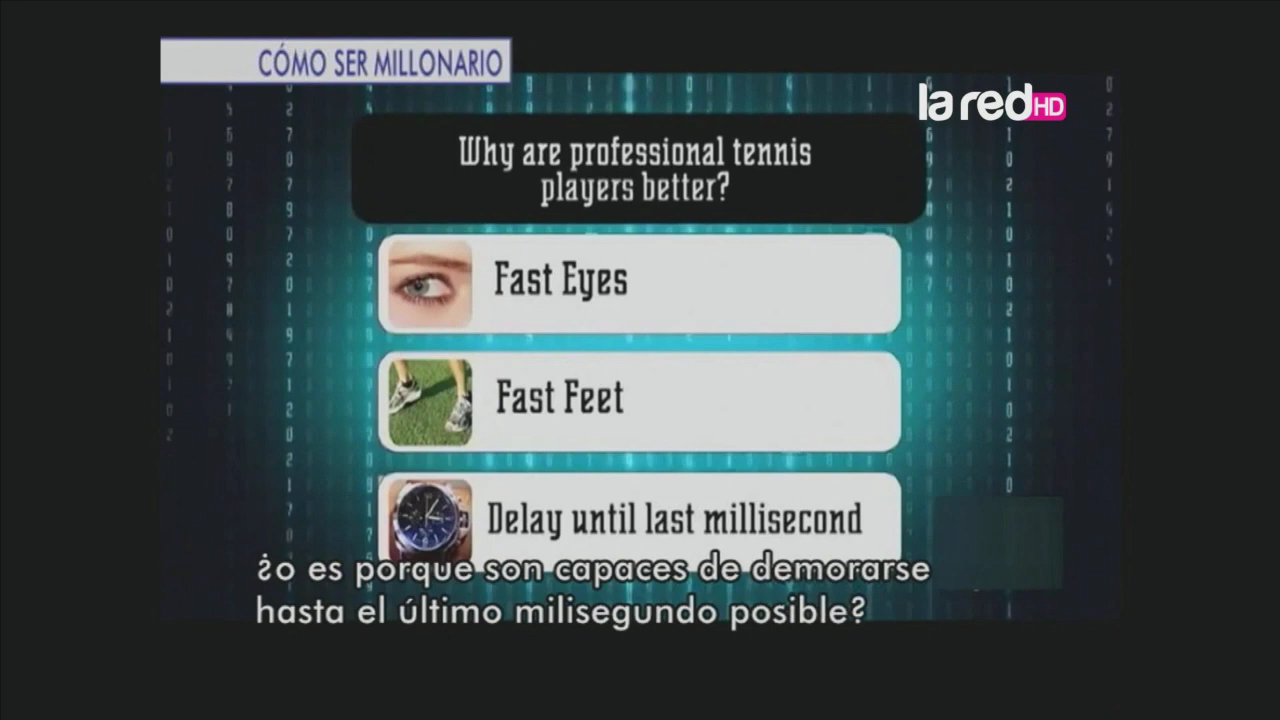 CÓMO SER MILLONARIO
la red HD
Why are professional tennis
players better?
Fast Eyes
Fast Feet
Delay until last millisecond
¿o es porque son capaces de demorarse
hasta el último milisegundo posible?